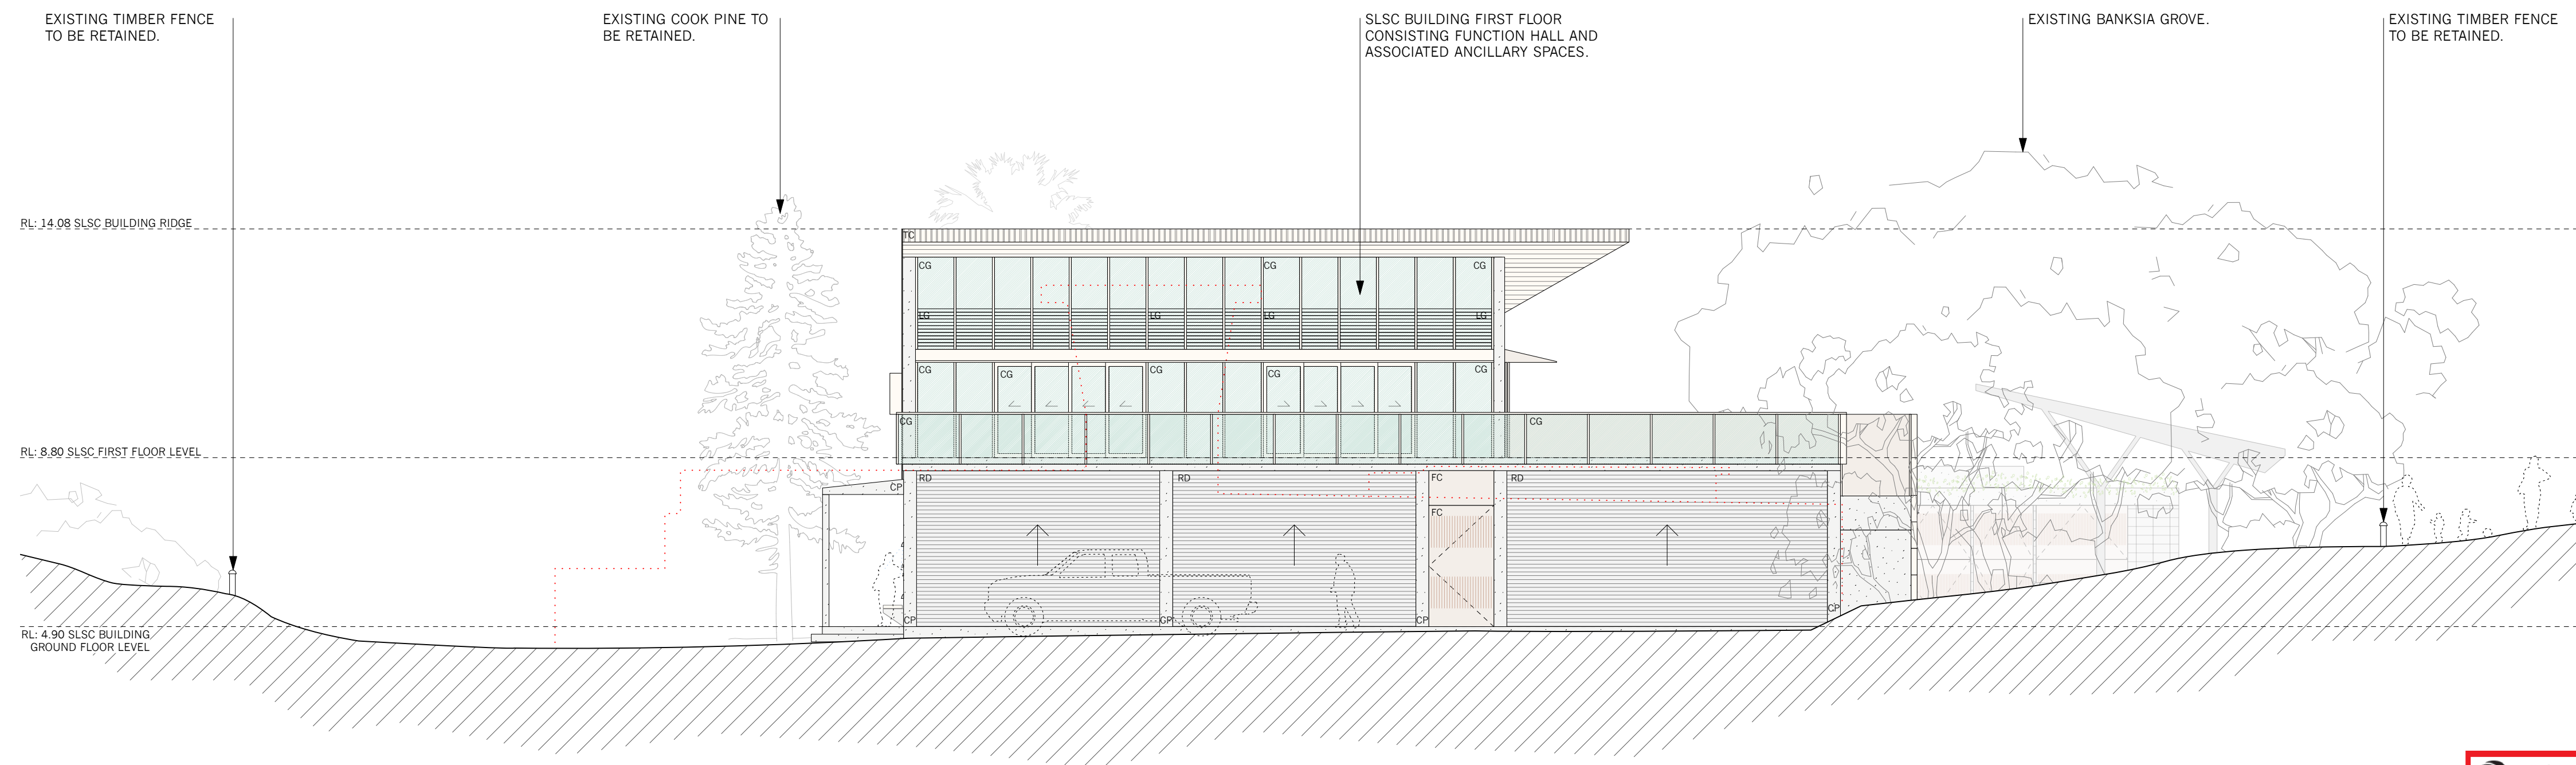 EXISTING TIMBER FENCE
TO BE RETAINED.
EXISTING COOK PINE TO
BE RETAINED.
SLSC BUILDING FIRST FLOOR
CONSISTING FUNCTION HALL AND
ASSOCIATED ANCILLARY SPACES.
EXISTING BANKSIA GROVE.
EXISTING TIMBER FENCE
TO BE RETAINED.
RL: 14.08 SLSC BUILDING RIDGE
TC
CG CG CG
LG LG LG LG
CG CG CG CG CG
CG CG
RL: 8.80 SLSC FIRST FLOOR LEVEL
RD RD FC RD
CP
FC
CP
CP CP CP
RL: 4.90 SLSC BUILDING
GROUND FLOOR LEVEL